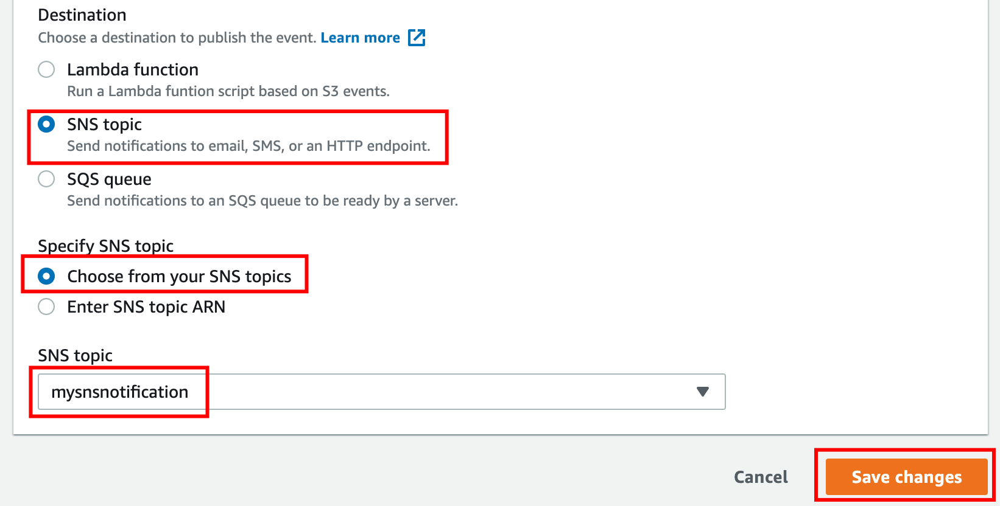 Destination
Choose a destination to publish the event. Learn more
Lambda function
Run a Lambda funtion script based on S3 events.
SNS topic
Send notifications to email, SMS, or an HTTP endpoint.
SQS queue
Send notifications to an SQS queue to be ready by a server.
Specify SNS topic
Choose from your SNS topics
Enter SNS topic ARN
SNS topic
mysnsnotification
Cancel Save changes